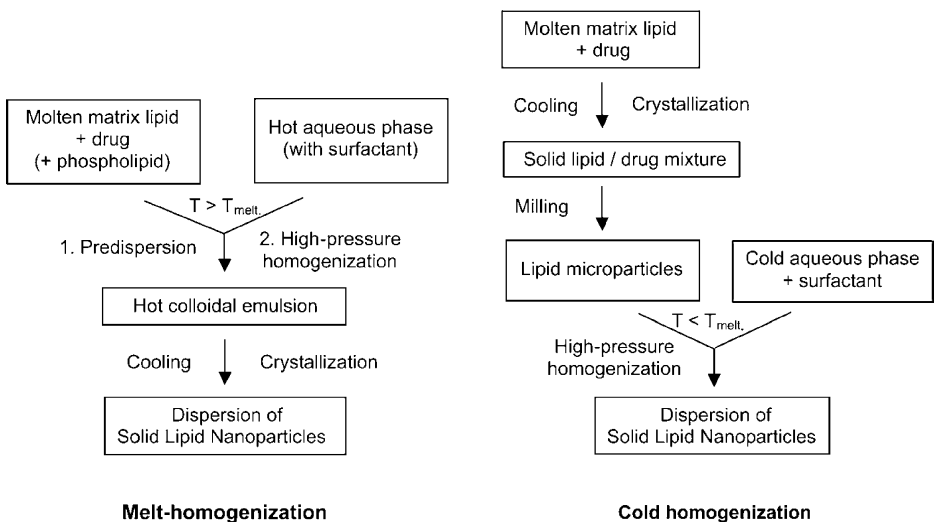 Molten matrix lipid
+ drug
(+ phospholipid)
Hot aqueous phase
(with surfactant)
T > Tmelt.
1. Predispersion
2. High-pressure
homogenization
Hot colloidal emulsion
Cooling
Crystallization
Dispersion of
Solid Lipid Nanoparticles
Melt-homogenization
Molten matrix lipid
+ drug
Cooling
Crystallization
Solid lipid / drug mixture
Milling
Lipid microparticles
Cold aqueous phase
+ surfactant
T < Tmelt.
High-pressure
homogenization
Dispersion of
Solid Lipid Nanoparticles
Cold homogenization